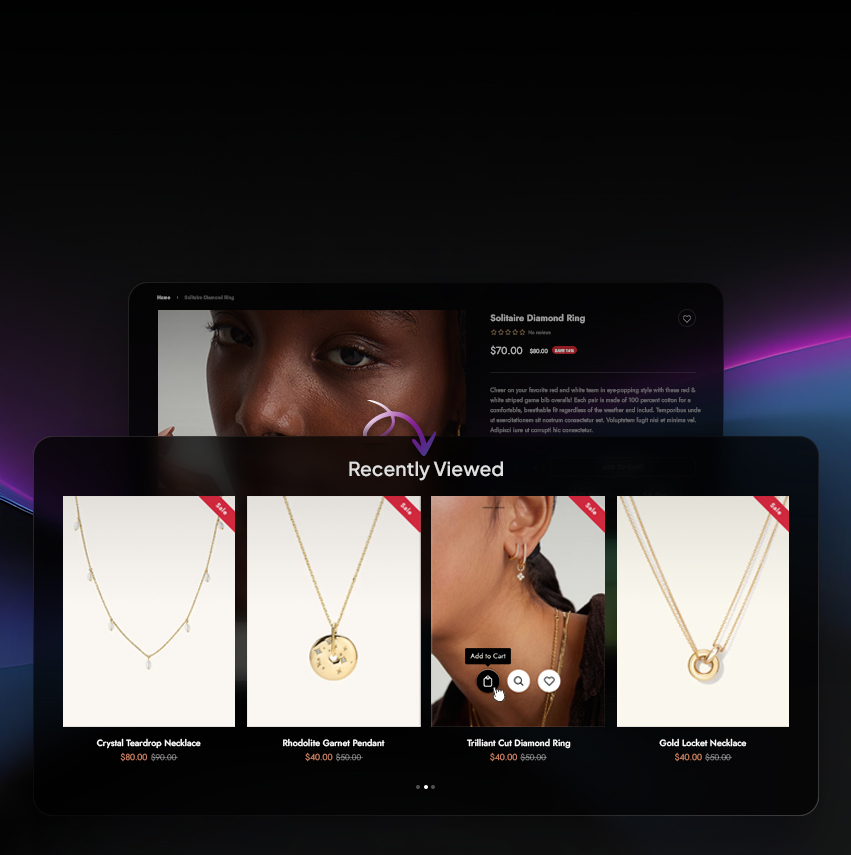 Home › Solitaire Diamond Ring
Solitaire Diamond Ring
No reviews
$70.00 $80.00 SAVE 14%
Cheer on your favorite red and white team in eye-popping style with these red &
white striped game bib overalls! Each pair is made of 100 percent cotton for a
comfortable, breathable fit regardless of the weather and includ. Temporibus unde
ut exercitationem sit nostrum consectetur est. Voluptatem fugit nisi et minima vel.
Adipisci iure ut corrupti hic consectetur.
Recently Viewed
Sale
Sale
Sale
Sale
Add to Cart
Crystal Teardrop Necklace
$80.00 $90.00
Rhodolite Garnet Pendant
$40.00 $50.00
Trilliant Cut Diamond Ring
$40.00 $50.00
Gold Locket Necklace
$40.00 $50.00